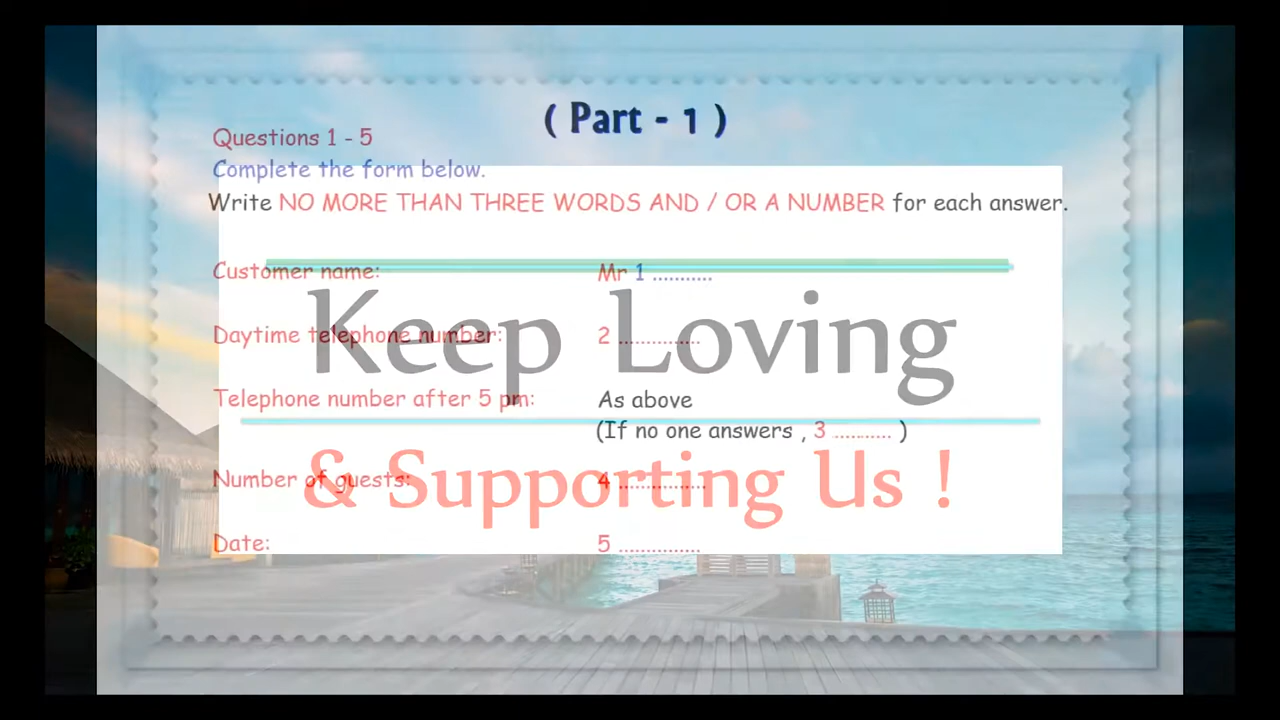 ( Part - 1 )
Questions 1 - 5
Complete the form below.
Write NO MORE THAN THREE WORDS AND / OR A NUMBER for each answer.
Customer name: Mr 1 ...........
Keep Loving
Daytime telephone number: 2 ...............
Telephone number after 5 pm: As above
(If no one answers , 3 ........... )
& Supporting Us !
Number of guests: 4 ................
Date: 5 ...............